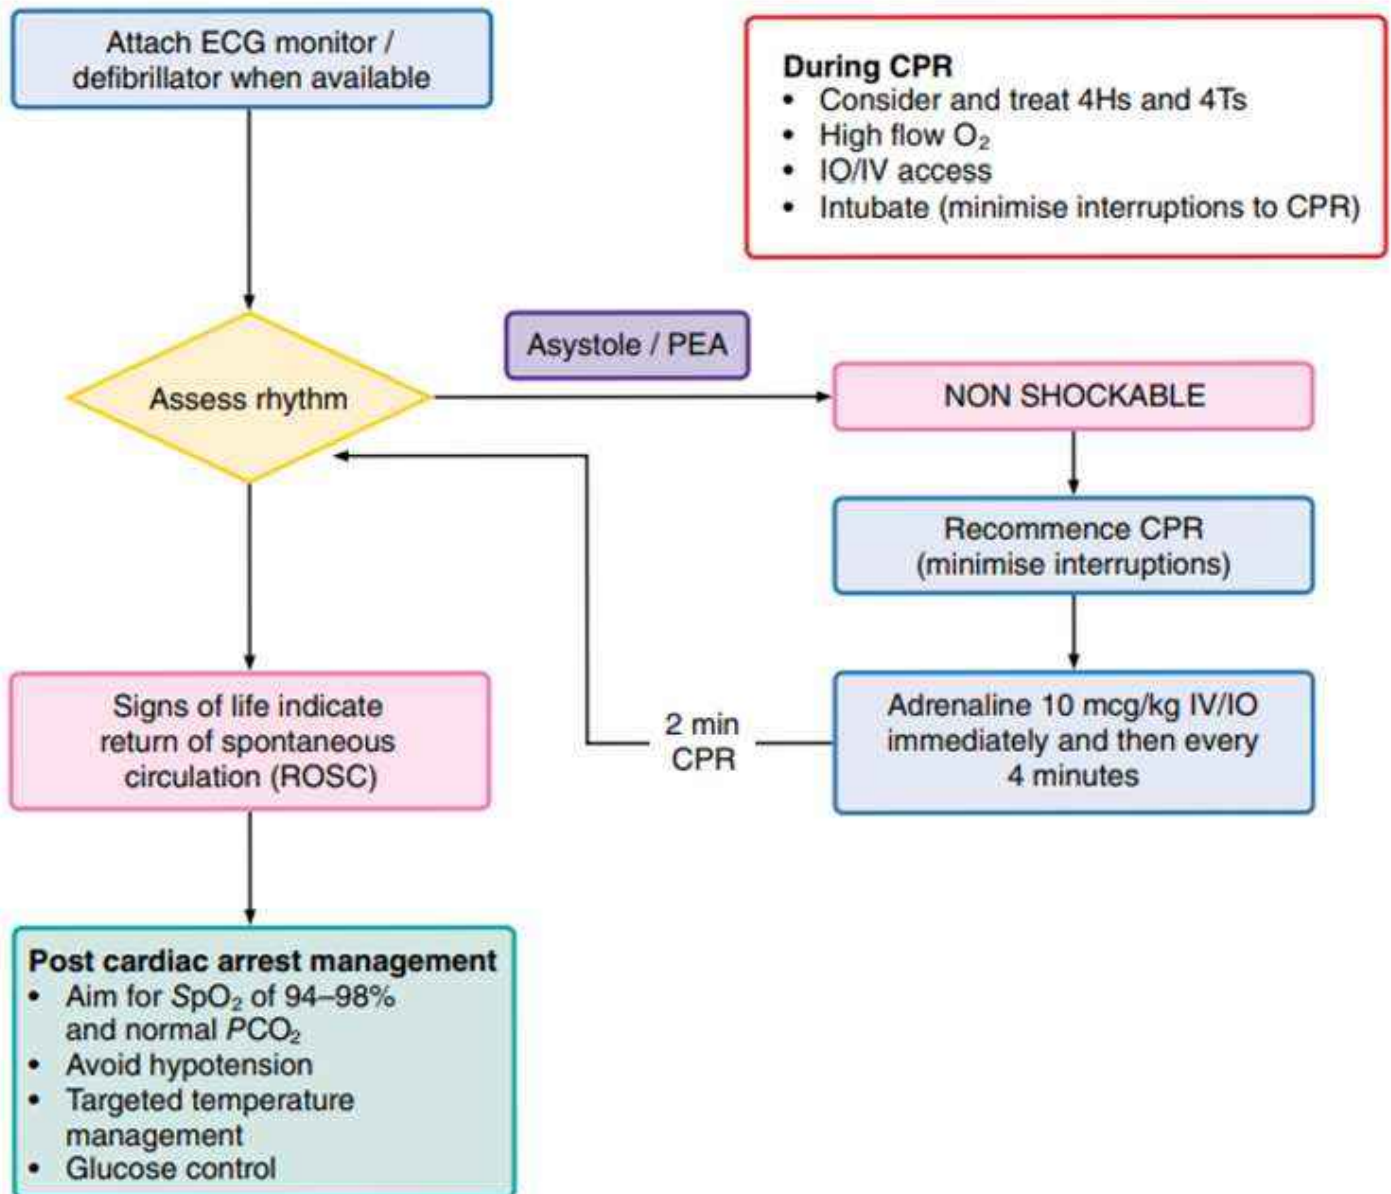 Attach ECG monitor /
defibrillator when available
During CPR
• Consider and treat 4Hs and 4Ts
• High flow O₂
• IO/IV access
• Intubate (minimise interruptions to CPR)
Assess rhythm
Asystole / PEA
NON SHOCKABLE
Recommence CPR
(minimise interruptions)
Adrenaline 10 mcg/kg IV/IO
immediately and then every
4 minutes
2 min
CPR
Signs of life indicate
return of spontaneous
circulation (ROSC)
Post cardiac arrest management
• Aim for SpO₂ of 94–98%
and normal PCO₂
• Avoid hypotension
• Targeted temperature
management
• Glucose control